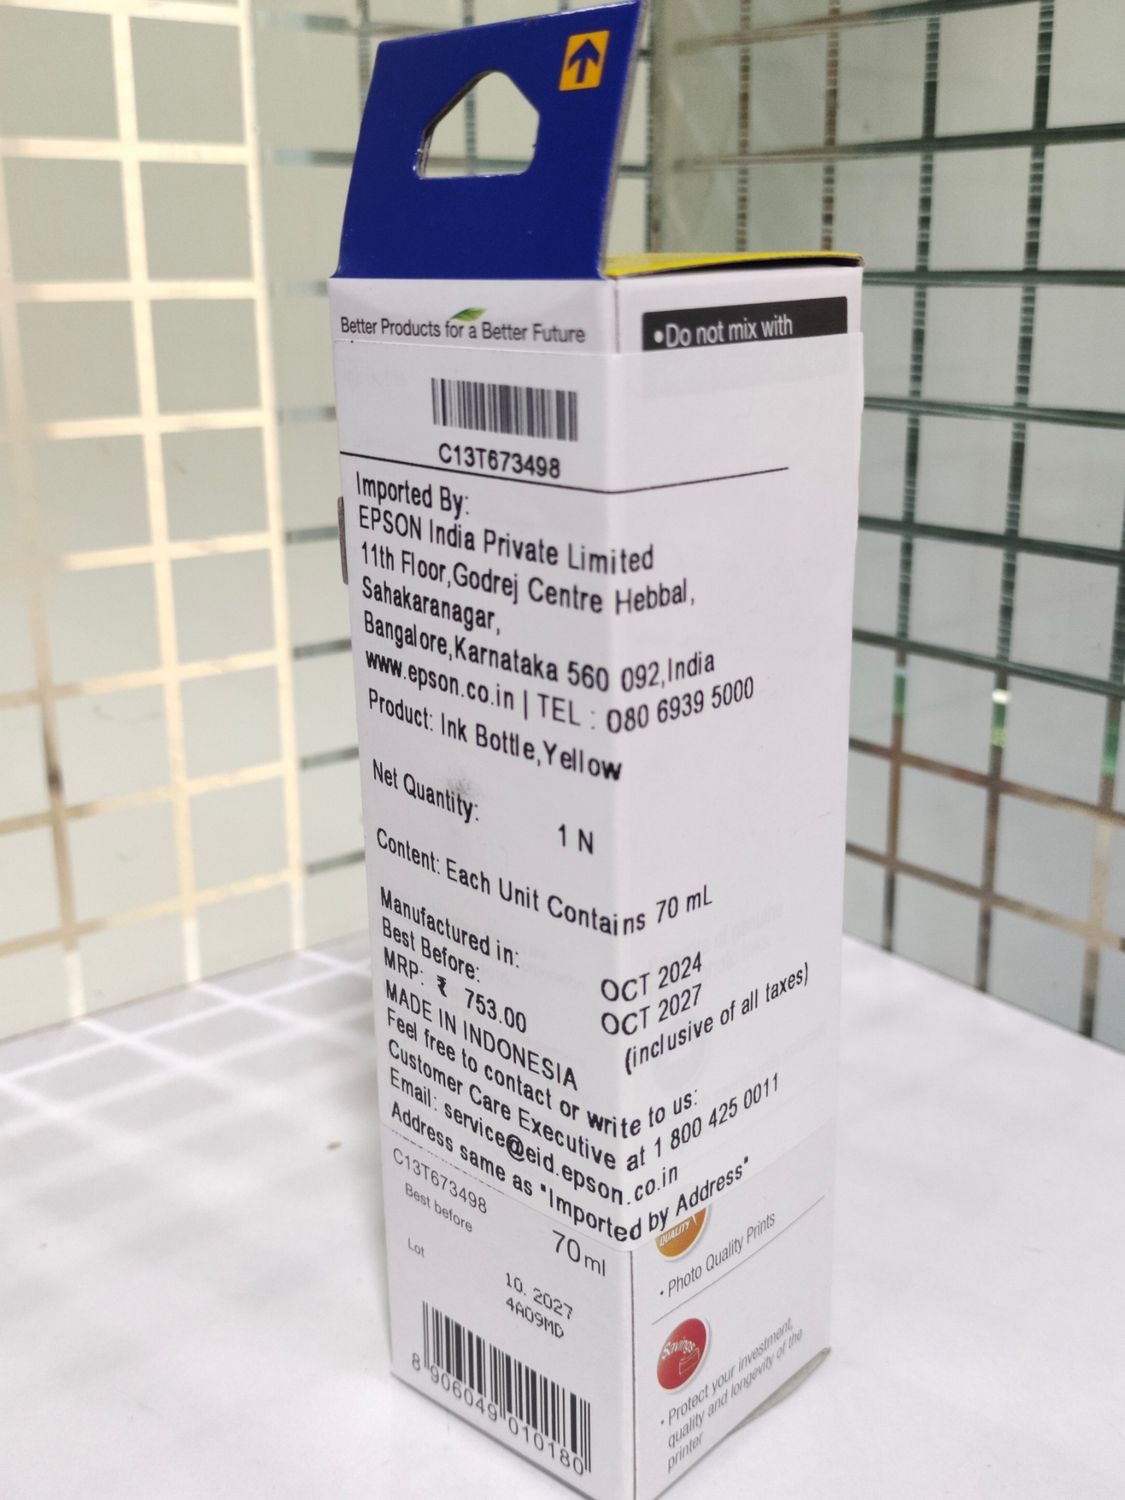 Better Products for a Better Future
•Do not mix with
C13T673498
Imported By:
EPSON India Private Limited
11th Floor,Godrej Centre Hebbal,
Sahakaranagar,
Bangalore,Karnataka 560 092,India
www.epson.co.in | TEL : 080 6939 5000
Product: Ink Bottle,Yellow
Net Quantity: 1 N
Content: Each Unit Contains 70 mL
Manufactured in: OCT 2024
Best Before: OCT 2027
MRP: ₹ 753.00 (inclusive of all taxes)
MADE IN INDONESIA
Feel free to contact or write to us:
Customer Care Executive at 1 800 425 0011
Email: service@eid.epson.co.in
Address same as "Imported by Address"
C13T673498
Best before
70ml
Lot
10. 2027
4A09MD
8 906049 010180
QUALITY
• Photo Quality Prints
Savings
• Protect your investment,
quality and longevity of the
printer